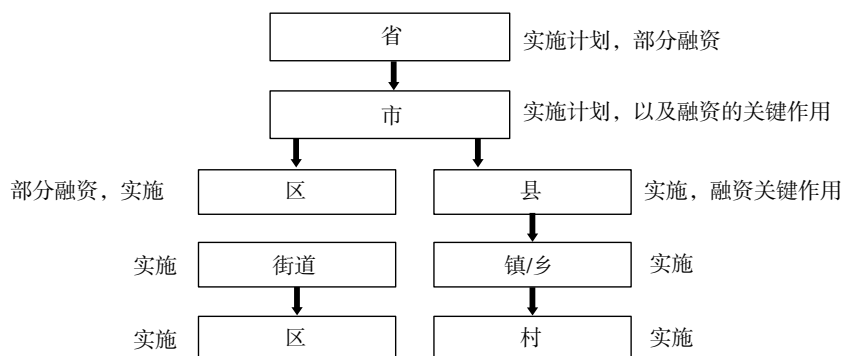 省
实施计划，部分融资
市
实施计划，以及融资的关键作用
部分融资，实施
区
县
实施，融资关键作用
实施
街道
镇/乡
实施
实施
区
村
实施